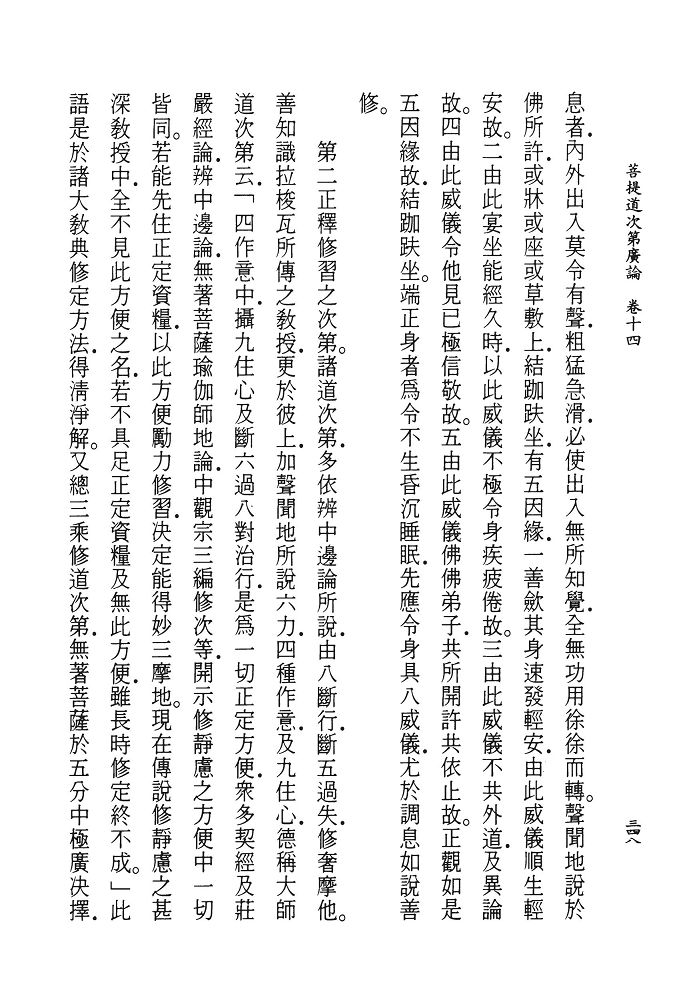 菩提道次第廣論　卷十四
三四八
息者．內外出入莫令有聲．粗猛急滑．必使出入無所知覺．全無功用徐徐而轉。聲聞地說於
佛所許．或牀或座或草敷上．結跏趺坐．有五因緣．一善歛其身速發輕安．由此威儀順生輕
安故。二由此宴坐能經久時．以此威儀不極令身疾疲倦故。三由此威儀不共外道．及異論
故。四由此威儀令他見已極信敬故。五由此威儀佛佛弟子．共所開許共依止故。正觀如是
五因緣故．結跏趺坐。端正身者爲令不生昏沉睡眠．先應令身具八威儀．尤於調息如說善
修。
第二正釋修習之次第。諸道次第．多依辨中邊論所說．由八斷行．斷五過失．修奢摩他。
善知識拉梭瓦所傳之教授．更於彼上．加聲聞地所說六力．四種作意．及九住心．德稱大師
道次第云．「四作意中．攝九住心及斷六過八對治行．是爲一切正定方便．衆多契經及莊
嚴經論．辨中邊論．無著菩薩瑜伽師地論．中觀宗三編修次等．開示修靜慮之方便中一切
皆同。若能先住正定資糧．以此方便勵力修習．決定能得妙三摩地。現在傳說修靜慮之甚
深教授中．全不見此方便之名．若不具足正定資糧及無此方便．雖長時修定終不成。」此
語是於諸大教典修定方法．得淸淨解。又總三乘修道次第．無著菩薩於五分中極廣決擇．